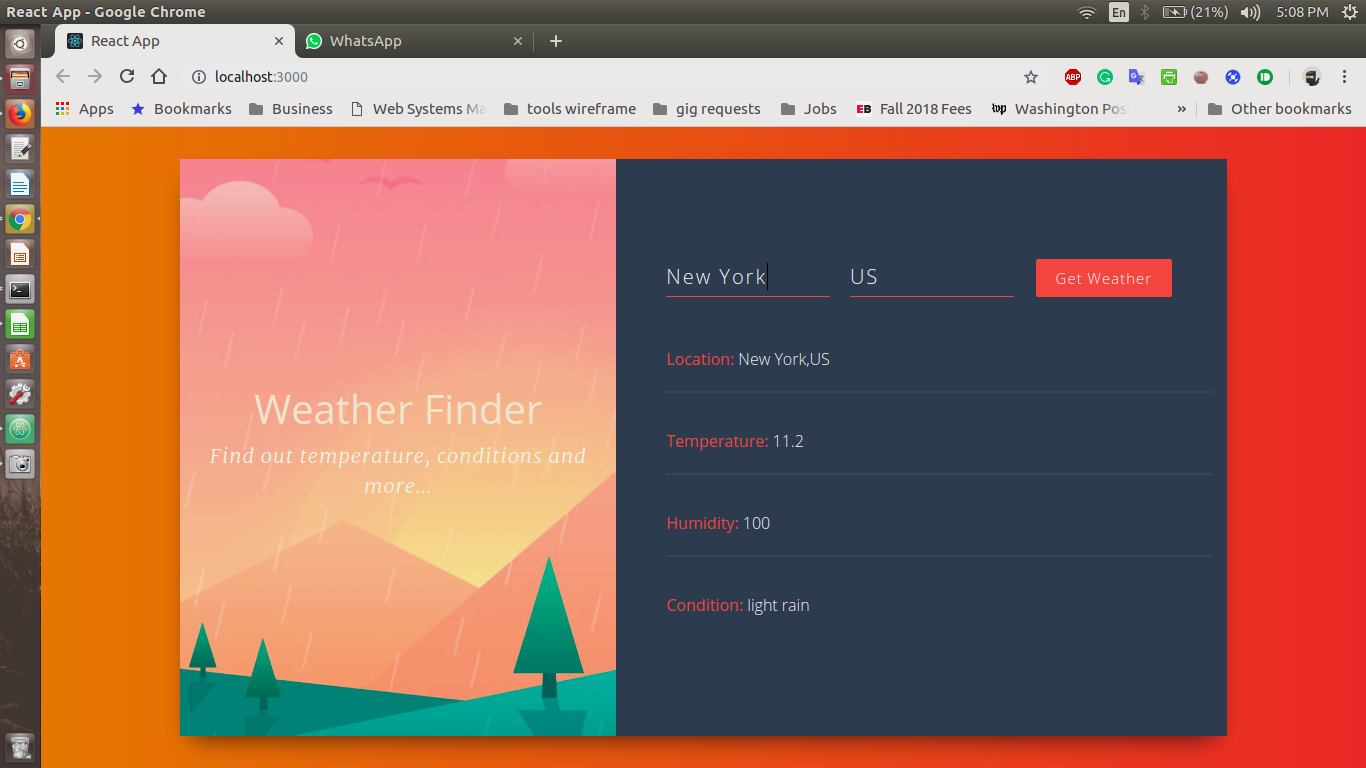 React App - Google Chrome
En
(21%)
5:08 PM
React App
WhatsApp
localhost:3000
ABP
Apps
Bookmarks
Business
Web Systems Ma
tools wireframe
gig requests
Jobs
EB
Fall 2018 Fees
wp
Washington Pos
»
Other bookmarks
Weather Finder
Find out temperature, conditions and
more...
New York
US
Get Weather
Location: New York,US
Temperature: 11.2
Humidity: 100
Condition: light rain